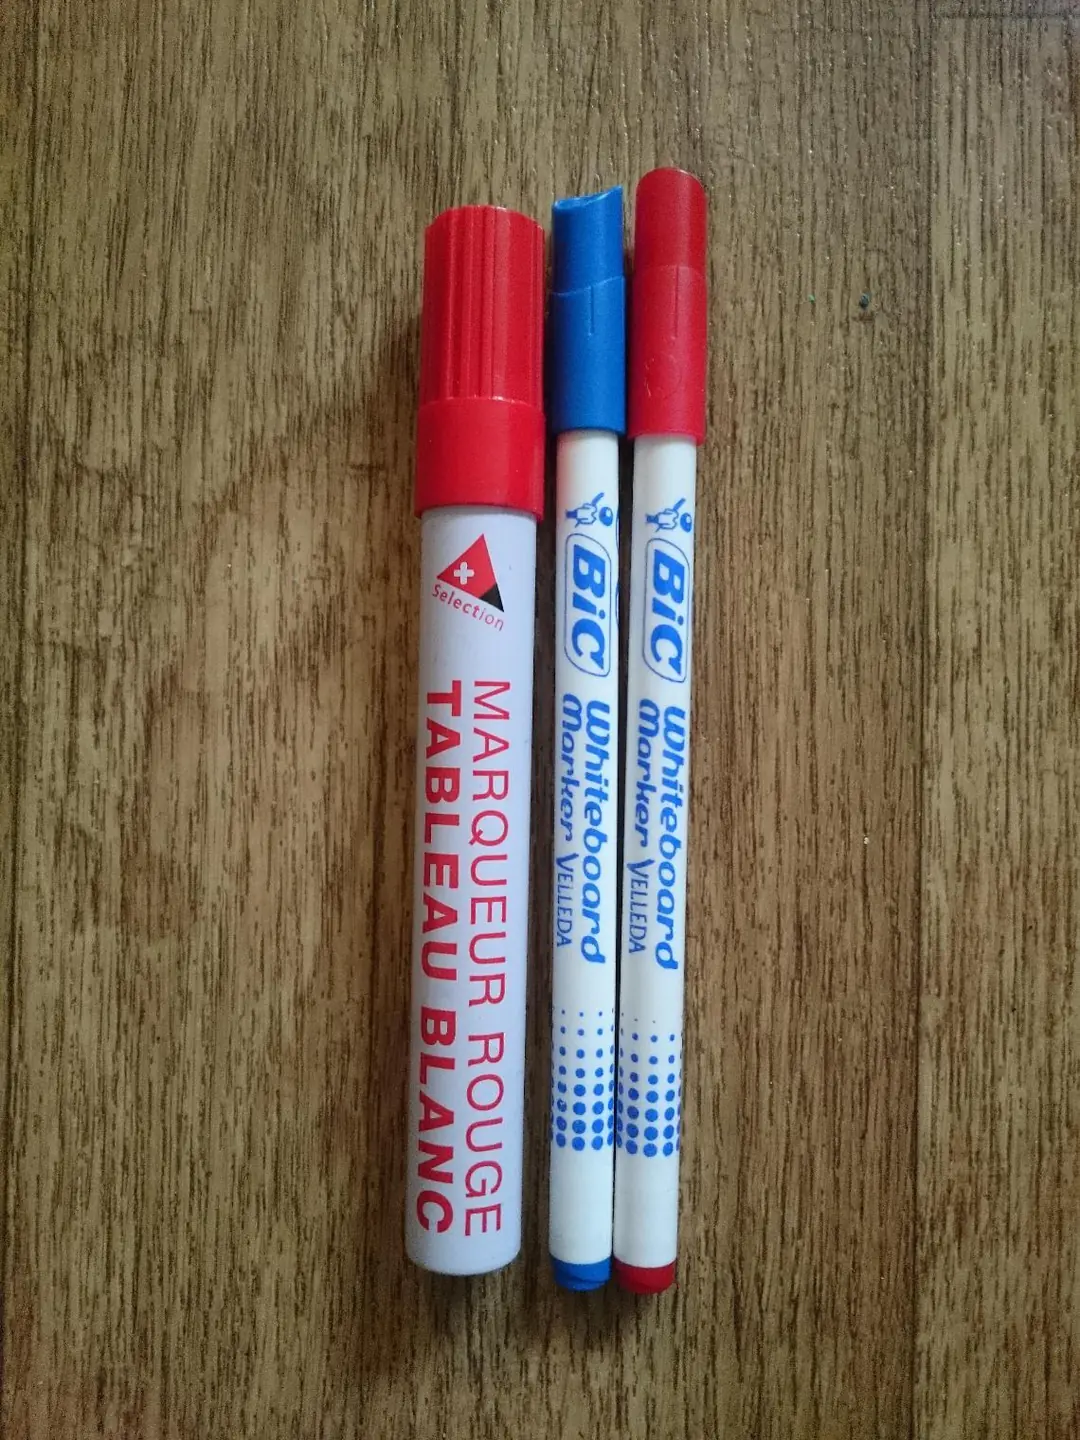 Selection
MARQUEUR ROUGE
TABLEAU BLANC
BiC
Whiteboard
Marker VELLEDA
BiC
Whiteboard
Marker VELLEDA